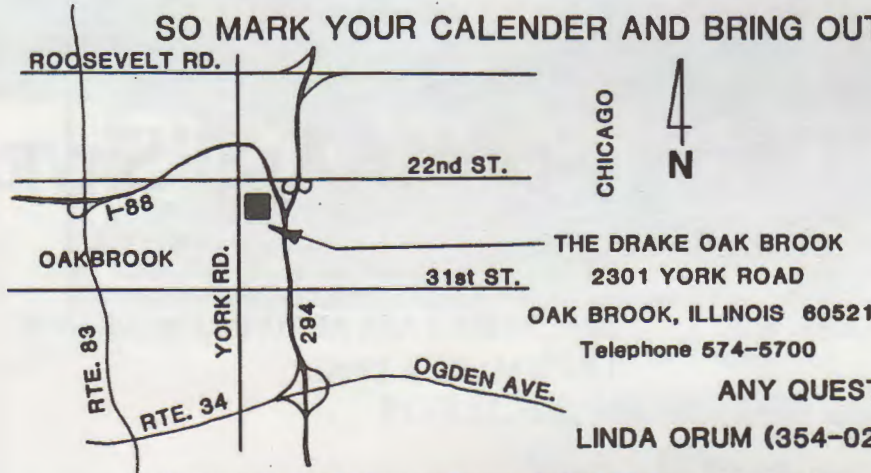 SO MARK YOUR CALENDER AND BRING OUT
ROOSEVELT RD.
CHICAGO
N
22nd ST.
T-88
OAKBROOK
YORK RD.
THE DRAKE OAK BROOK
2301 YORK ROAD
OAK BROOK, ILLINOIS 60521
Telephone 574-5700
31st ST.
294
RTE. 83
RTE. 34
OGDEN AVE.
ANY QUEST
LINDA ORUM (354-02